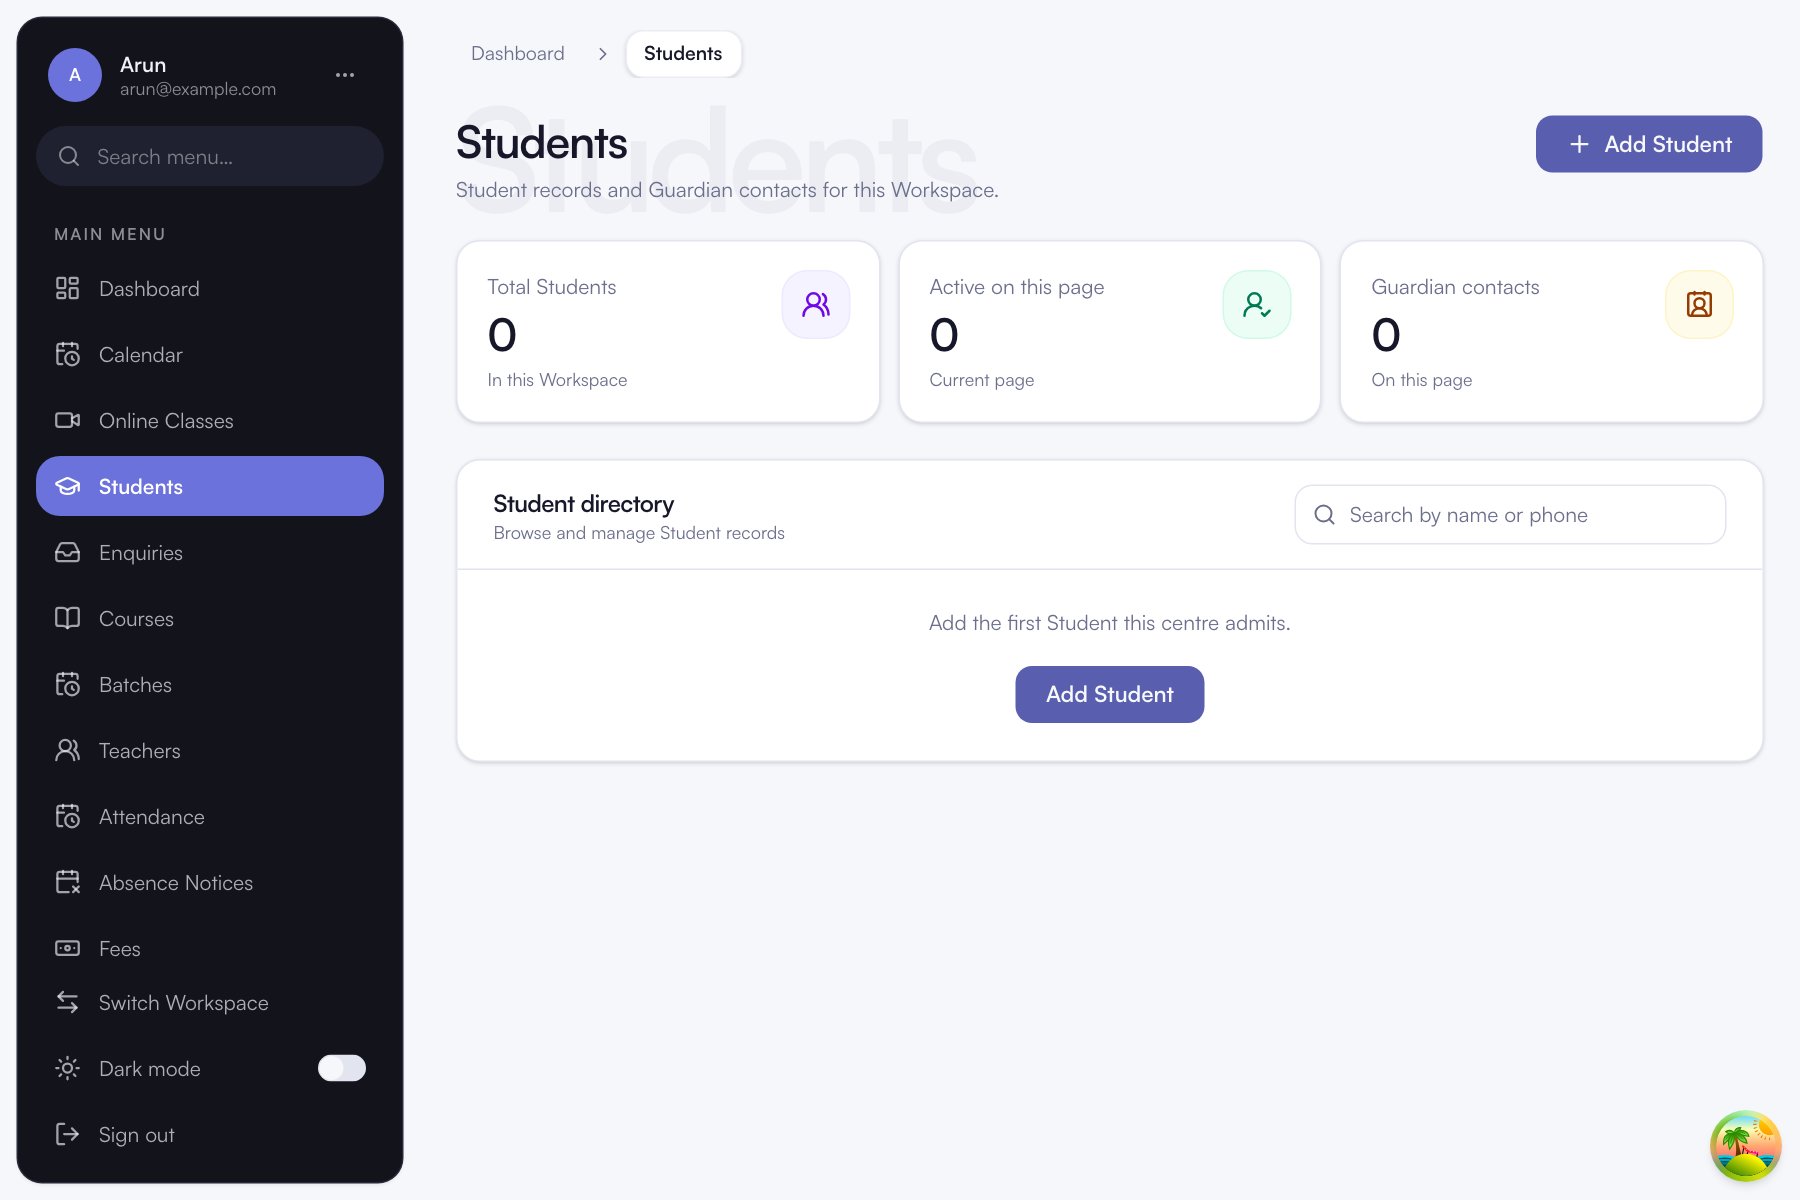 A
Arun
arun@example.com
Search menu...
MAIN MENU
Dashboard
Calendar
Online Classes
Students
Enquiries
Courses
Batches
Teachers
Attendance
Absence Notices
Fees
Switch Workspace
Dark mode
Sign out
Dashboard
Students
Students
Students
Student records and Guardian contacts for this Workspace.
Add Student
Total Students
0
In this Workspace
Active on this page
0
Current page
Guardian contacts
0
On this page
Student directory
Browse and manage Student records
Search by name or phone
Add the first Student this centre admits.
Add Student